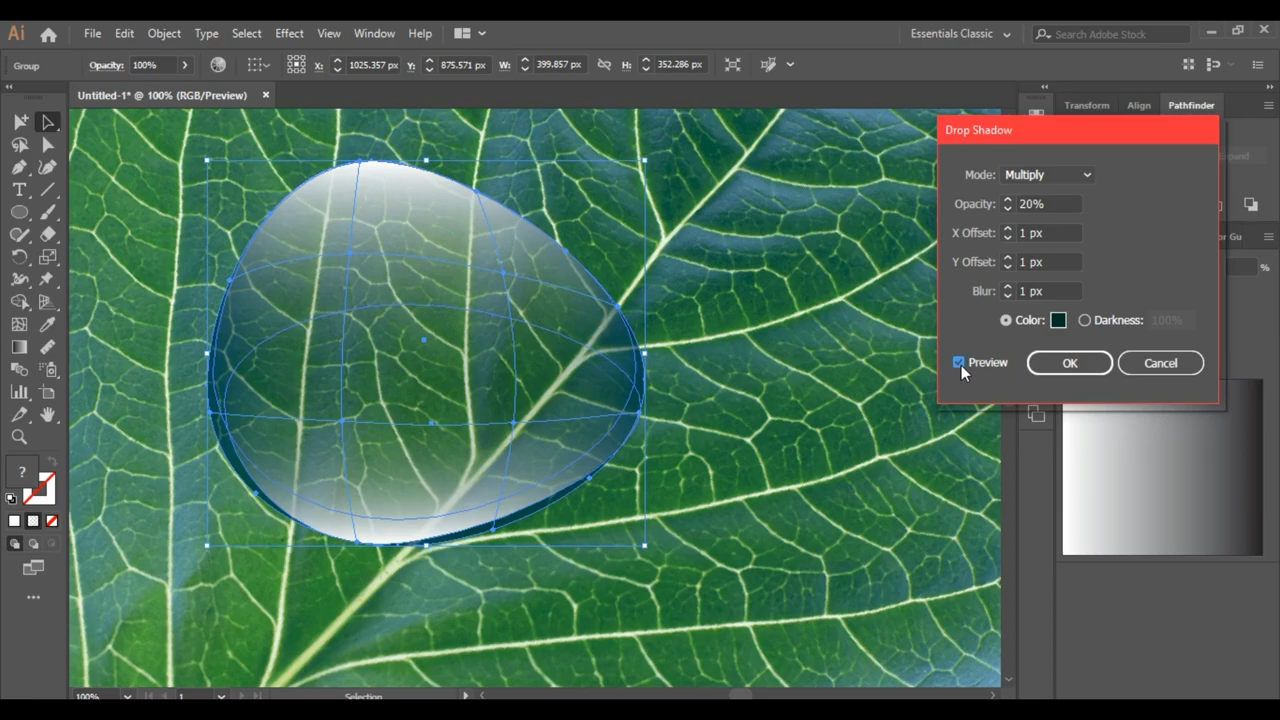 Ai File Edit Object Type Select Effect View Window Help Essentials Classic Search Adobe Stock
Group Opacity: 100% X: 1025.357 px Y: 875.571 px W: 399.857 px H: 352.286 px
Untitled-1* @ 100% (RGB/Preview) ×
Transform Align Pathfinder
Drop Shadow
Mode: Multiply
Opacity: 20%
X Offset: 1 px
or Gu
Y Offset: 1 px
%
Blur: 1 px
Color: Darkness: 100%
Preview OK Cancel
?
100% 1 Selection